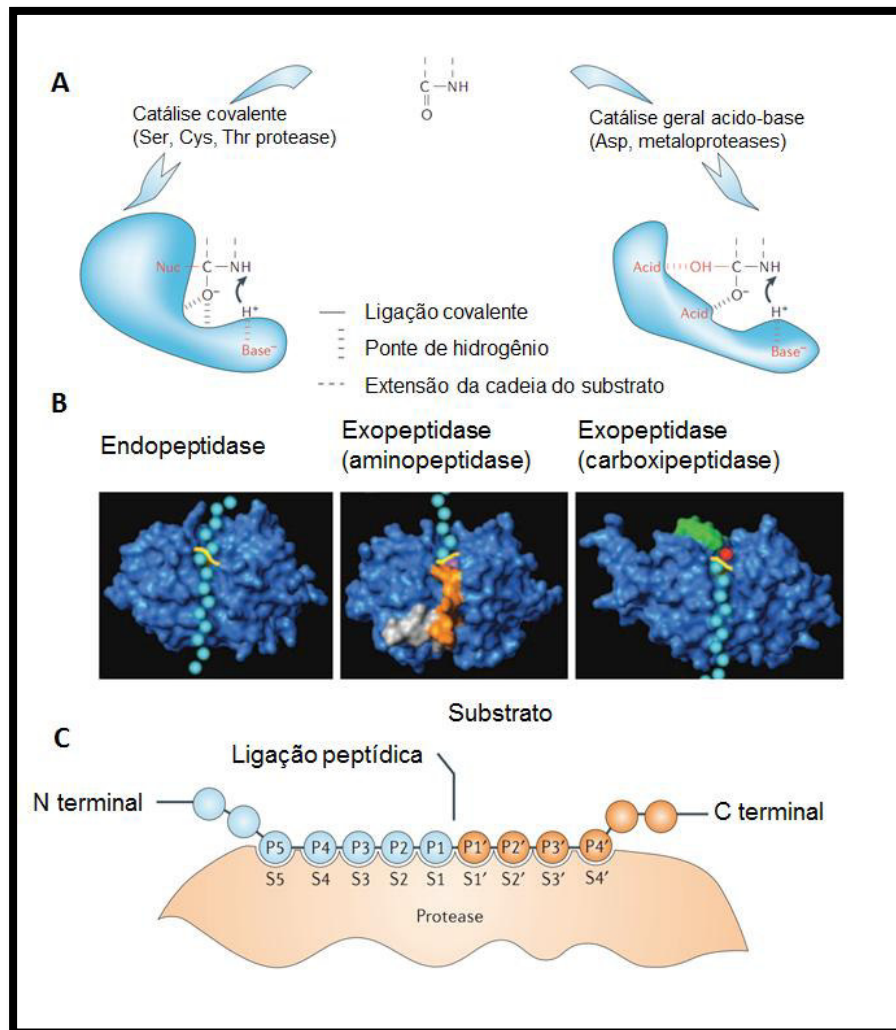 A
C
NH
O
Catálise covalente
(Ser, Cys, Thr protease)
Catálise geral acido-base
(Asp, metaloproteases)
Nuc
C
NH
O⁻
H⁺
Base⁻
Acid
OH
C
NH
O⁻
Acid
H⁺
Base⁻
Ligação covalente
Ponte de hidrogênio
Extensão da cadeia do substrato
B
Endopeptidase
Exopeptidase
(aminopeptidase)
Exopeptidase
(carboxipeptidase)
Substrato
C
Ligação peptídica
N terminal
C terminal
P5 P4 P3 P2 P1 P1′ P2′ P3′ P4′
S5 S4 S3 S2 S1 S1′ S2′ S3′ S4′
Protease